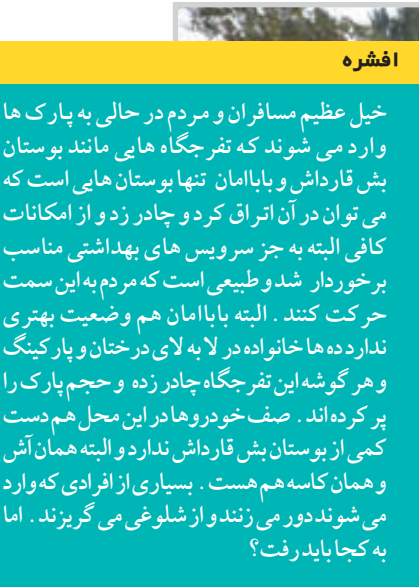 افشره
خیل عظیم مسافران و مردم در حالی به پارک ها
وارد می شوند که تفرجگاه هایی مانند بوستان
بش قارداش و باباامان تنها بوستان هایی است که
می توان در آن اتراق کرد و چادر زد و از امکانات
کافی البته به جز سرویس های بهداشتی مناسب
برخوردار شد و طبیعی است که مردم به این سمت
حرکت کنند . البته باباامان هم وضعیت بهتری
ندارد ده ها خانواده در لا به لای درختان و پارکینگ
و هر گوشه این تفرجگاه چادر زده و حجم پارک را
پر کرده اند . صف خودروها در این محل هم دست
کمی از بوستان بش قارداش ندارد و البته همان آش
و همان کاسه هم هست . بسیاری از افرادی که وارد
می شوند دور می زنند و از شلوغی می گریزند . اما
به کجا باید رفت؟